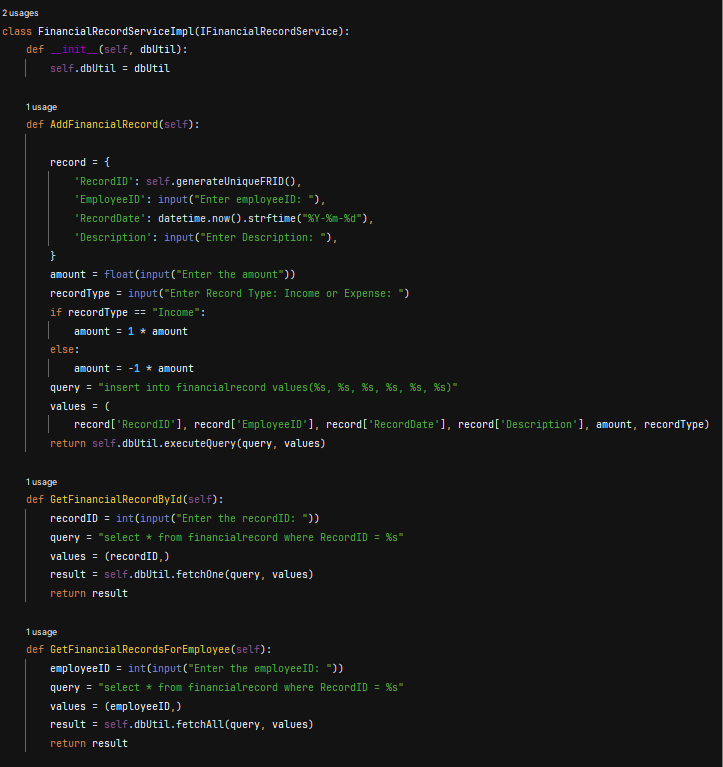 2 usages
class FinancialRecordServiceImpl(IFinancialRecordService):
    def __init__(self, dbUtil):
        self.dbUtil = dbUtil
    1 usage
    def AddFinancialRecord(self):
        record = {
            'RecordID': self.generateUniqueFRID(),
            'EmployeeID': input("Enter employeeID: "),
            'RecordDate': datetime.now().strftime("%Y-%m-%d"),
            'Description': input("Enter Description: "),
        }
        amount = float(input("Enter the amount"))
        recordType = input("Enter Record Type: Income or Expense: ")
        if recordType == "Income":
            amount = 1 * amount
        else:
            amount = -1 * amount
        query = "insert into financialrecord values(%s, %s, %s, %s, %s, %s)"
        values = (
            record['RecordID'], record['EmployeeID'], record['RecordDate'], record['Description'], amount, recordType)
        return self.dbUtil.executeQuery(query, values)
    1 usage
    def GetFinancialRecordById(self):
        recordID = int(input("Enter the recordID: "))
        query = "select * from financialrecord where RecordID = %s"
        values = (recordID,)
        result = self.dbUtil.fetchOne(query, values)
        return result
    1 usage
    def GetFinancialRecordsForEmployee(self):
        employeeID = int(input("Enter the employeeID: "))
        query = "select * from financialrecord where RecordID = %s"
        values = (employeeID,)
        result = self.dbUtil.fetchAll(query, values)
        return result